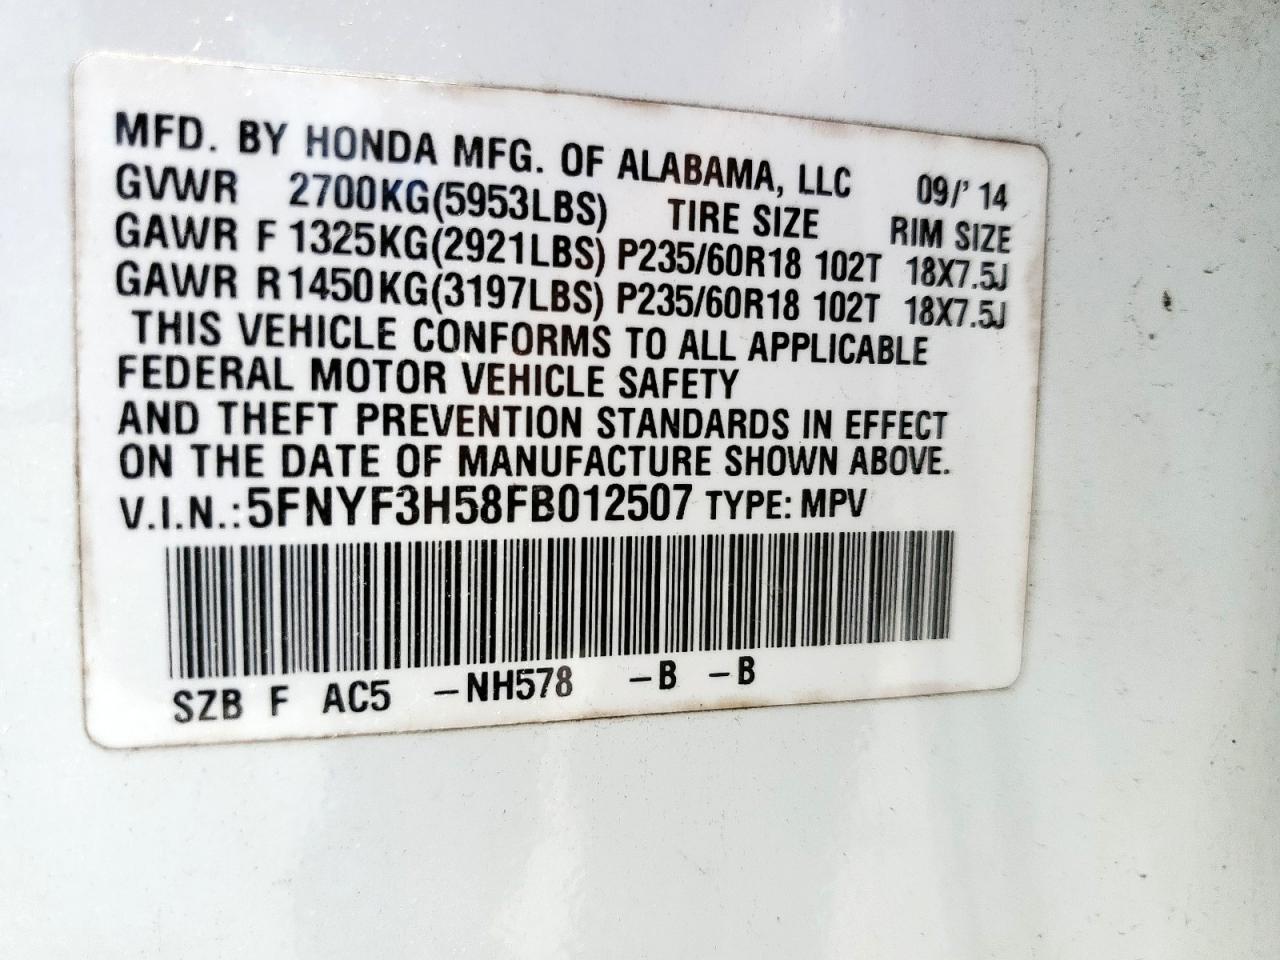 MFD. BY HONDA MFG. OF ALABAMA, LLC 09/'14
GVWR 2700KG(5953LBS) TIRE SIZE RIM SIZE
GAWR F 1325KG(2921LBS) P235/60R18 102T 18X7.5J
GAWR R 1450KG(3197LBS) P235/60R18 102T 18X7.5J
THIS VEHICLE CONFORMS TO ALL APPLICABLE
FEDERAL MOTOR VEHICLE SAFETY
AND THEFT PREVENTION STANDARDS IN EFFECT
ON THE DATE OF MANUFACTURE SHOWN ABOVE.
V.I.N.:5FNYF3H58FB012507 TYPE: MPV
SZB F AC5 –NH578 –B –B